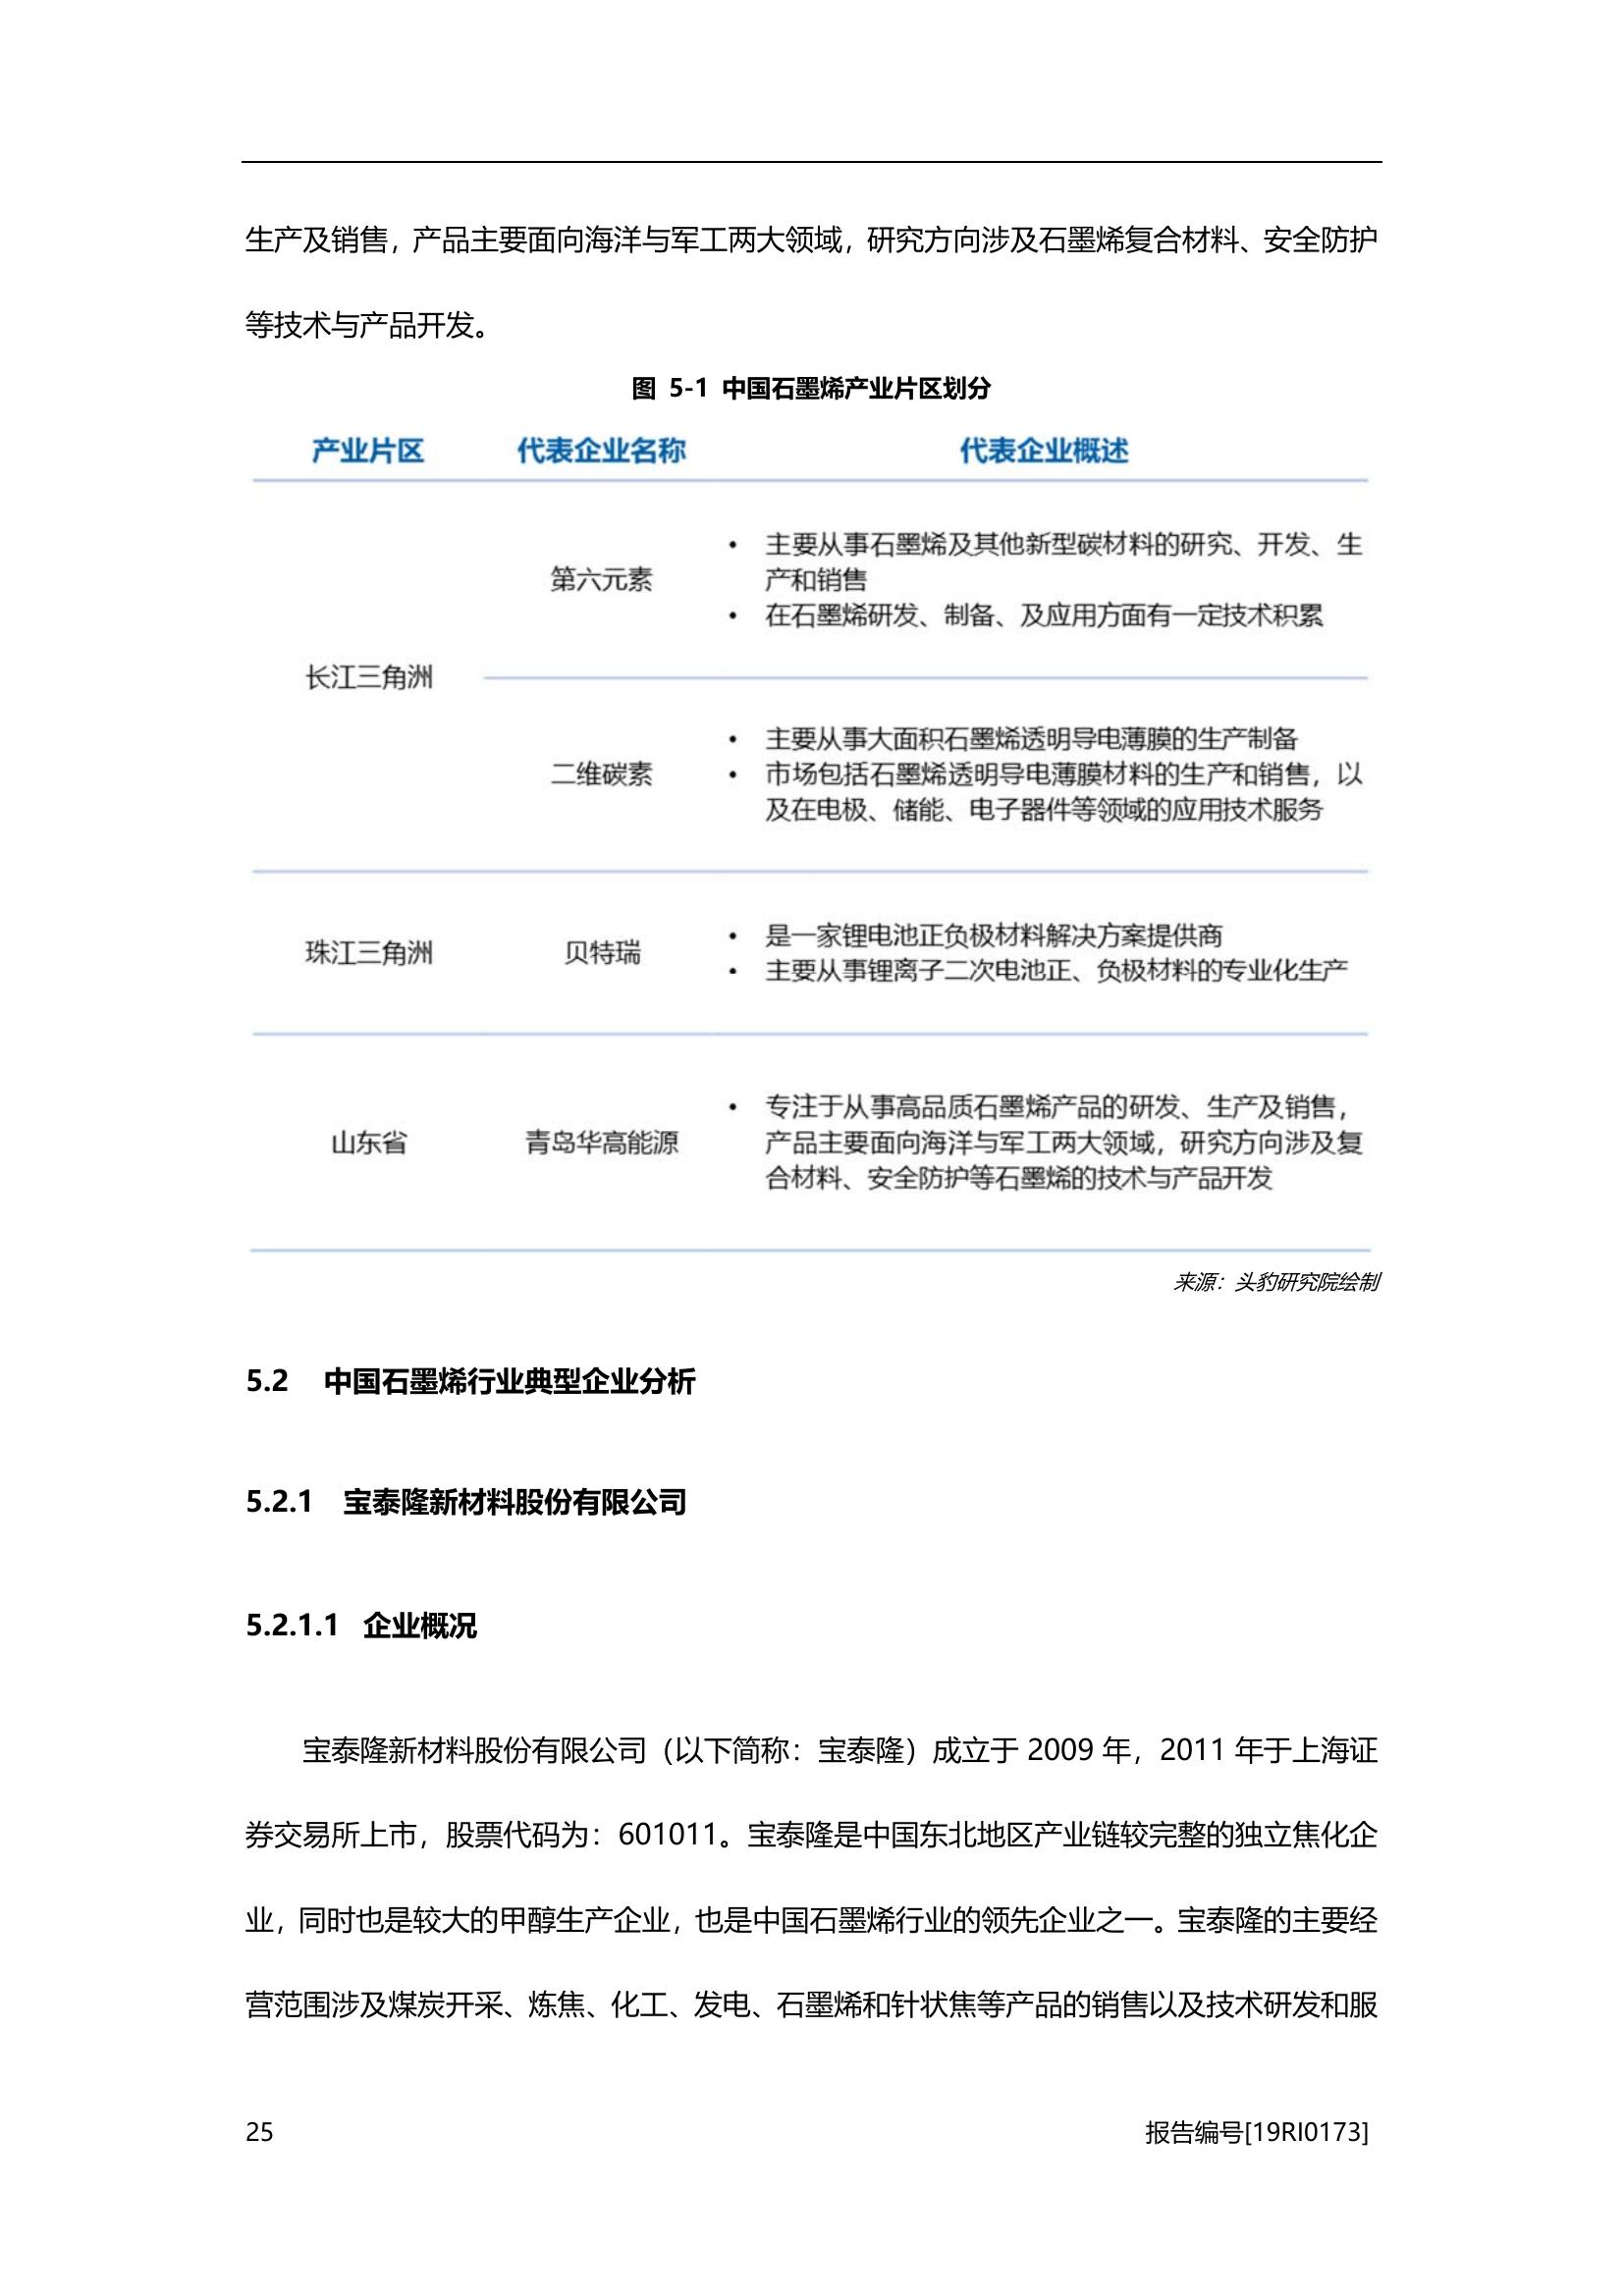 生产及销售，产品主要面向海洋与军工两大领域，研究方向涉及石墨烯复合材料、安全防护
等技术与产品开发。
图 5-1 中国石墨烯产业片区划分
产业片区 代表企业名称 代表企业概述
长江三角洲
第六元素
• 主要从事石墨烯及其他新型碳材料的研究、开发、生
产和销售
• 在石墨烯研发、制备、及应用方面有一定技术积累
二维碳素
• 主要从事大面积石墨烯透明导电薄膜的生产制备
• 市场包括石墨烯透明导电薄膜材料的生产和销售，以
及在电极、储能、电子器件等领域的应用技术服务
珠江三角洲
贝特瑞
• 是一家锂电池正负极材料解决方案提供商
• 主要从事锂离子二次电池正、负极材料的专业化生产
山东省
青岛华高能源
• 专注于从事高品质石墨烯产品的研发、生产及销售，
产品主要面向海洋与军工两大领域，研究方向涉及复
合材料、安全防护等石墨烯的技术与产品开发
来源：头豹研究院绘制
5.2 中国石墨烯行业典型企业分析
5.2.1 宝泰隆新材料股份有限公司
5.2.1.1 企业概况
宝泰隆新材料股份有限公司（以下简称：宝泰隆）成立于 2009 年，2011 年于上海证
券交易所上市，股票代码为：601011。宝泰隆是中国东北地区产业链较完整的独立焦化企
业，同时也是较大的甲醇生产企业，也是中国石墨烯行业的领先企业之一。宝泰隆的主要经
营范围涉及煤炭开采、炼焦、化工、发电、石墨烯和针状焦等产品的销售以及技术研发和服
25 报告编号[19RI0173]